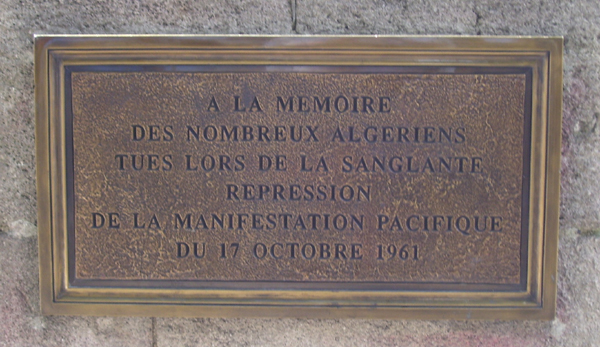 A LA MEMOIRE
DES NOMBREUX ALGERIENS
TUES LORS DE LA SANGLANTE
REPRESSION
DE LA MANIFESTATION PACIFIQUE
DU 17 OCTOBRE 1961